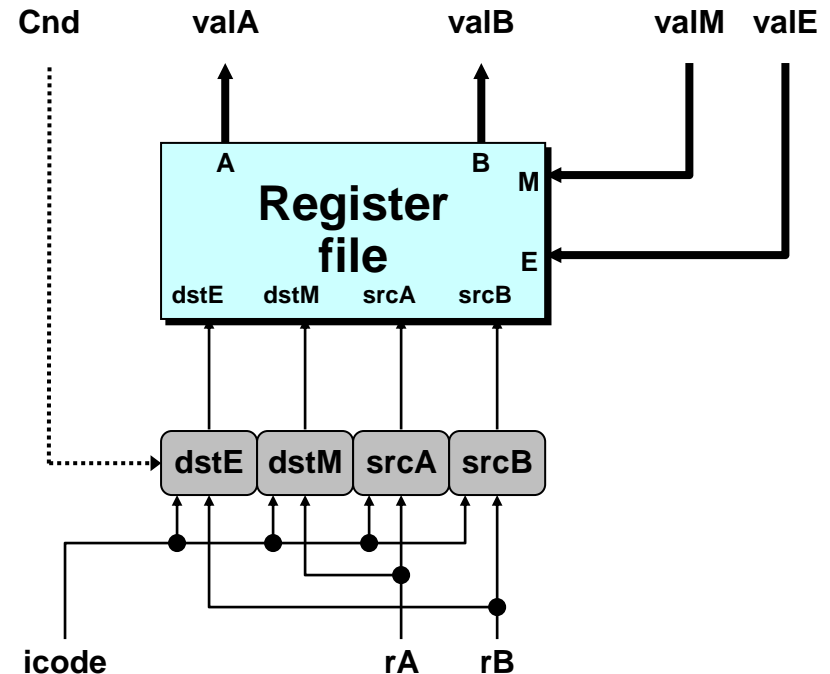 Cnd valA valB valM valE
A B
M
Register
file
E
dstE dstM srcA srcB
dstE dstM srcA srcB
icode rA rB